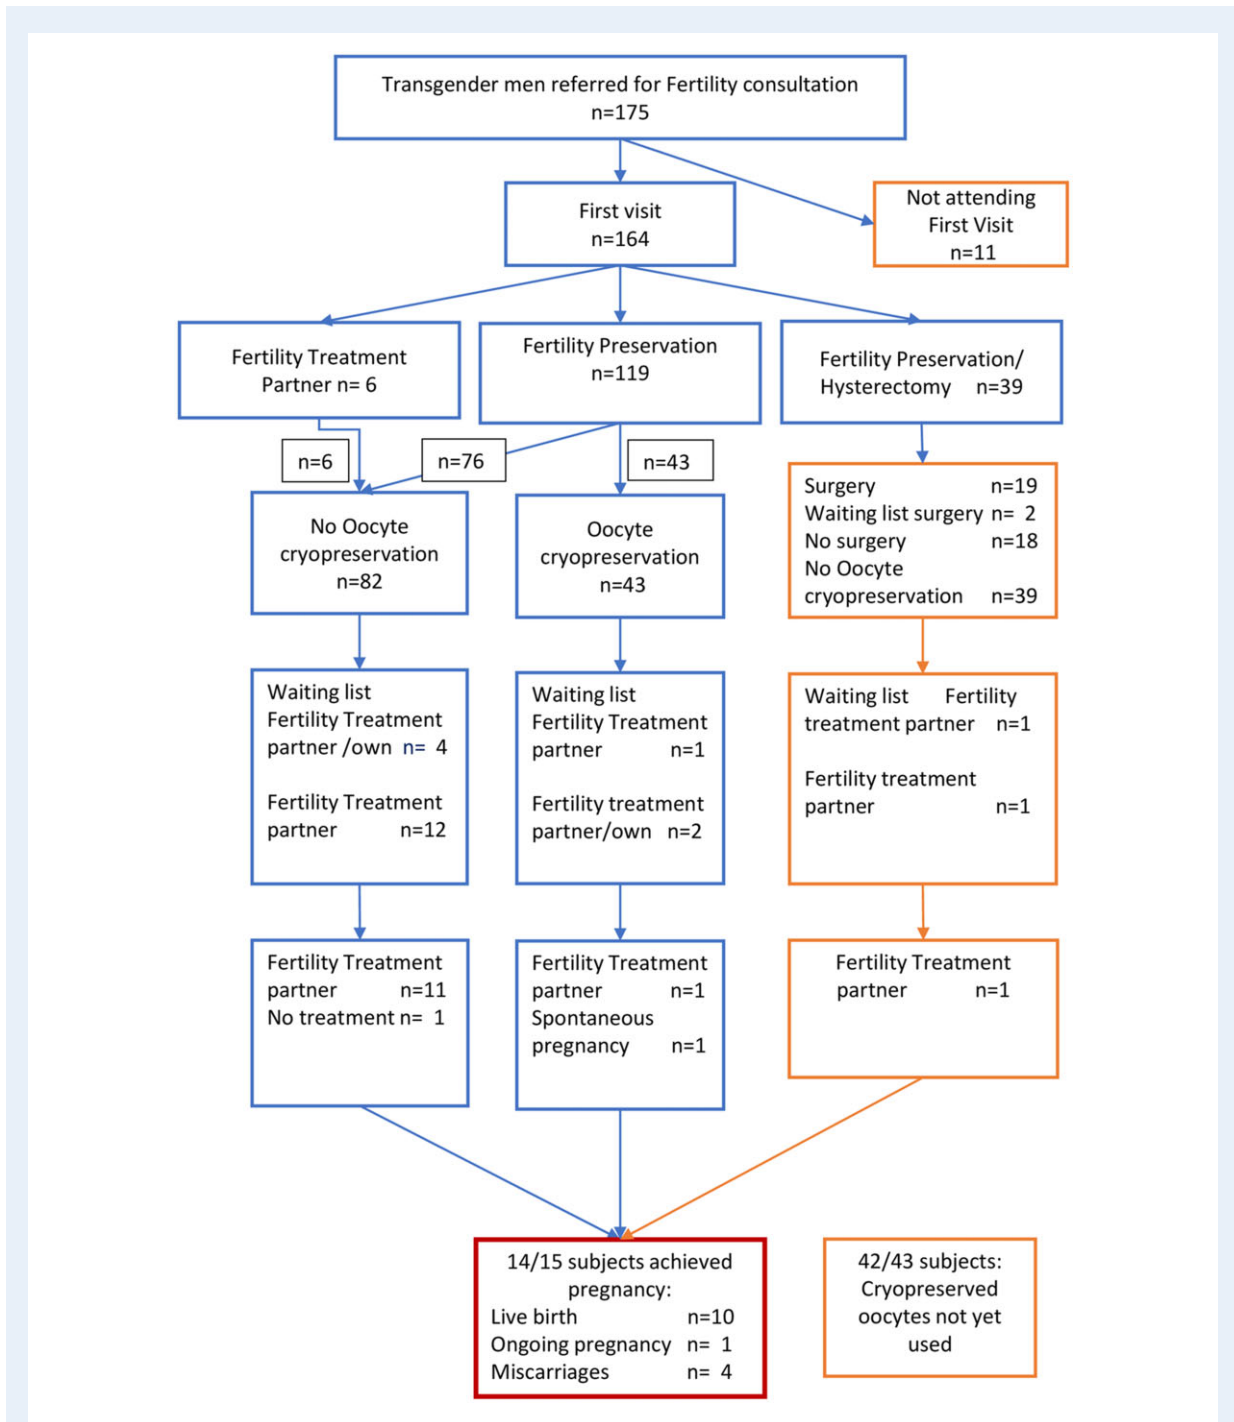 Transgender men referred for Fertility consultation
n=175
First visit
n=164
Not attending
First Visit
n=11
Fertility Treatment
Partner n= 6
Fertility Preservation
n=119
Fertility Preservation/
Hysterectomy n=39
n=6
n=76
n=43
No Oocyte
cryopreservation
n=82
Oocyte
cryopreservation
n=43
Surgery n=19
Waiting list surgery n= 2
No surgery n=18
No Oocyte
cryopreservation n=39
Waiting list
Fertility Treatment
partner /own n= 4
Fertility Treatment
partner n=12
Waiting list
Fertility Treatment
partner n=1
Fertility treatment
partner/own n=2
Waiting list Fertility
treatment partner n=1
Fertility treatment
partner n=1
Fertility Treatment
partner n=11
No treatment n= 1
Fertility Treatment
partner n=1
Spontaneous
pregnancy n=1
Fertility Treatment
partner n=1
14/15 subjects achieved
pregnancy:
Live birth n=10
Ongoing pregnancy n= 1
Miscarriages n= 4
42/43 subjects:
Cryopreserved
oocytes not yet
used